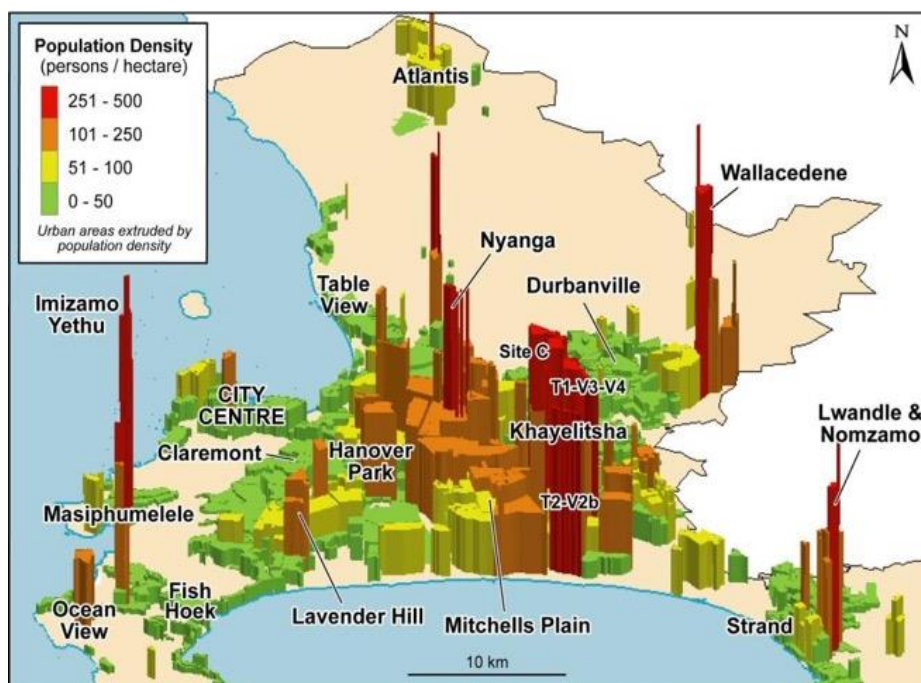 Population Density
(persons / hectare)
251 - 500
101 - 250
51 - 100
0 - 50
Urban areas extruded by
population density
N
Atlantis
Wallacedene
Nyanga
Durbanville
Table
View
Imizamo
Yethu
Site C
T1-V3-V4
CITY
CENTRE
Lwandle &
Nomzamo
Khayelitsha
Claremont
Hanover
Park
Masiphumelele
T2-V2b
Fish
Hoek
Ocean
View
Lavender Hill
Mitchells Plain
Strand
10 km